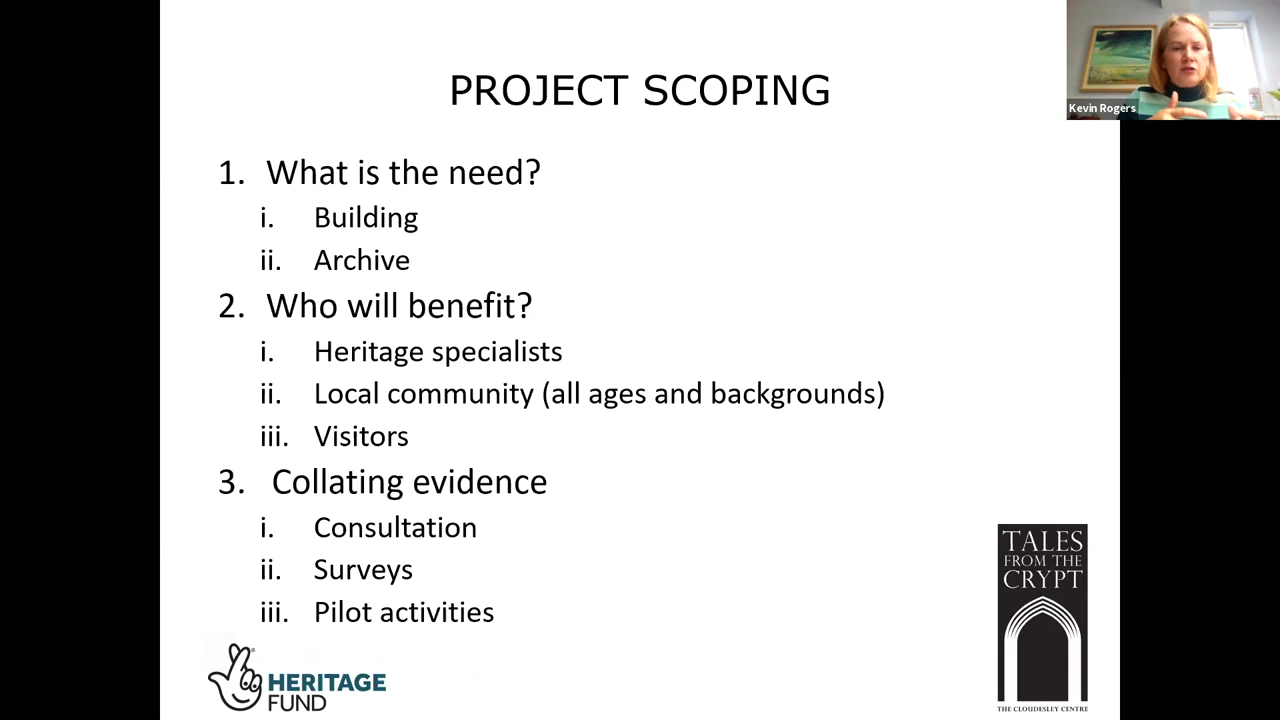 PROJECT SCOPING
Kevin Rogers
1. What is the need?
i. Building
ii. Archive
2. Who will benefit?
i. Heritage specialists
ii. Local community (all ages and backgrounds)
iii. Visitors
3. Collating evidence
i. Consultation
ii. Surveys
iii. Pilot activities
HERITAGE
FUND
TALES
FROM THE
CRYPT
THE CLOUDESLEY CENTRE